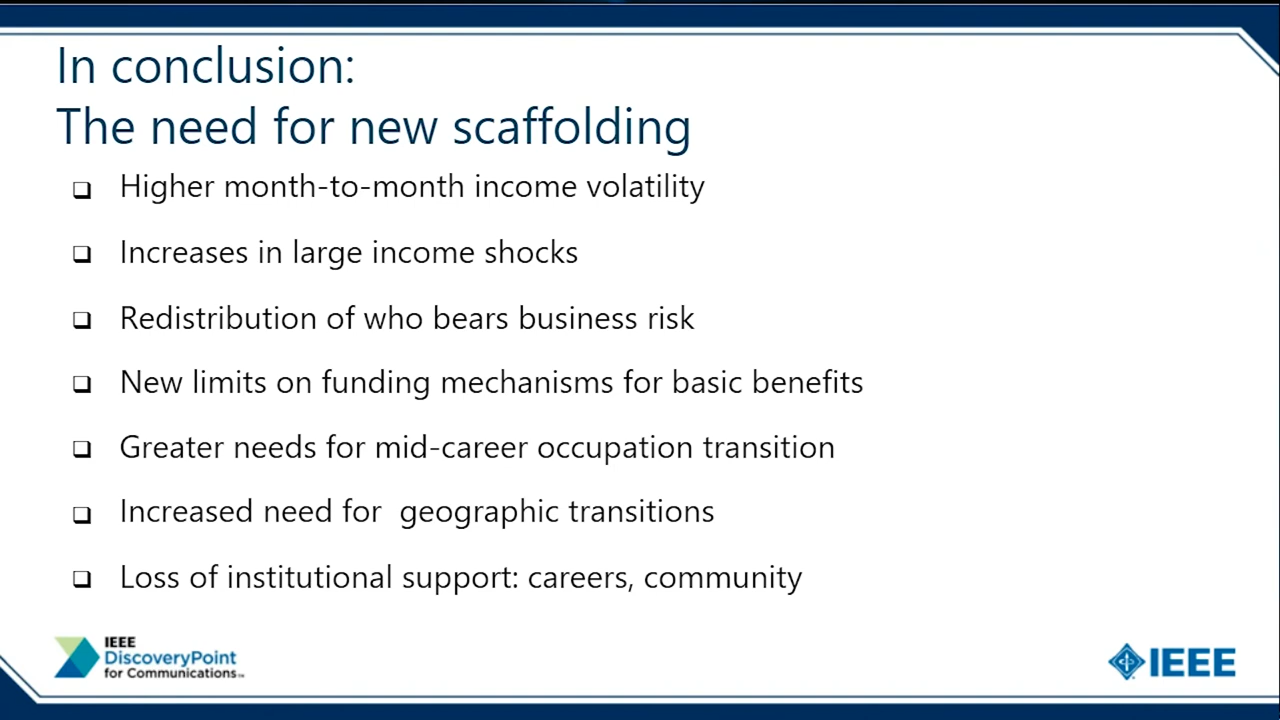 In conclusion:
The need for new scaffolding
Higher month-to-month income volatility
Increases in large income shocks
Redistribution of who bears business risk
New limits on funding mechanisms for basic benefits
Greater needs for mid-career occupation transition
Increased need for  geographic transitions
Loss of institutional support: careers, community
IEEE
DiscoveryPoint
for Communications™
IEEE